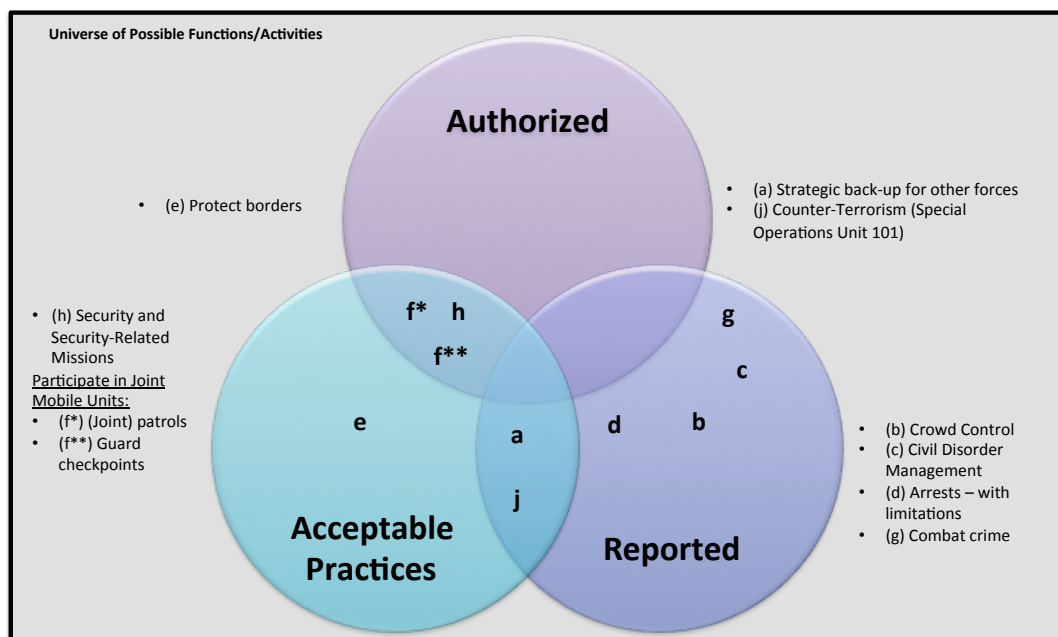 Universe of Possible Functions/Activities
Authorized
• (e) Protect borders
• (a) Strategic back-up for other forces
• (j) Counter-Terrorism (Special
Operations Unit 101)
• (h) Security and
Security-Related
Missions
Participate in Joint
Mobile Units:
• (f*) (Joint) patrols
• (f**) Guard
checkpoints
f* h
f**
g
c
e
a
d
b
j
• (b) Crowd Control
• (c) Civil Disorder
Management
• (d) Arrests – with
limitations
• (g) Combat crime
Acceptable
Practices
Reported